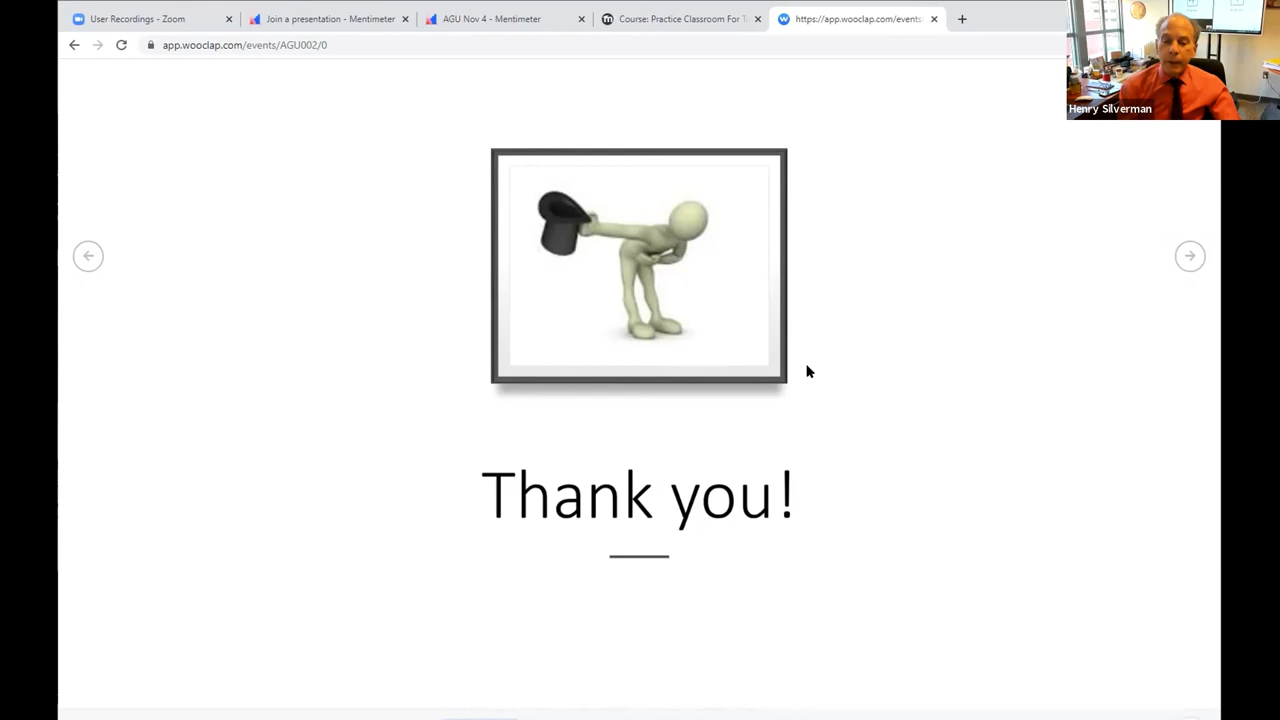 User Recordings - Zoom
Join a presentation - Mentimeter
AGU Nov 4 - Mentimeter
Course: Practice Classroom For T
https://app.wooclap.com/events
app.wooclap.com/events/AGU002/0
Henry Silverman
Thank you!